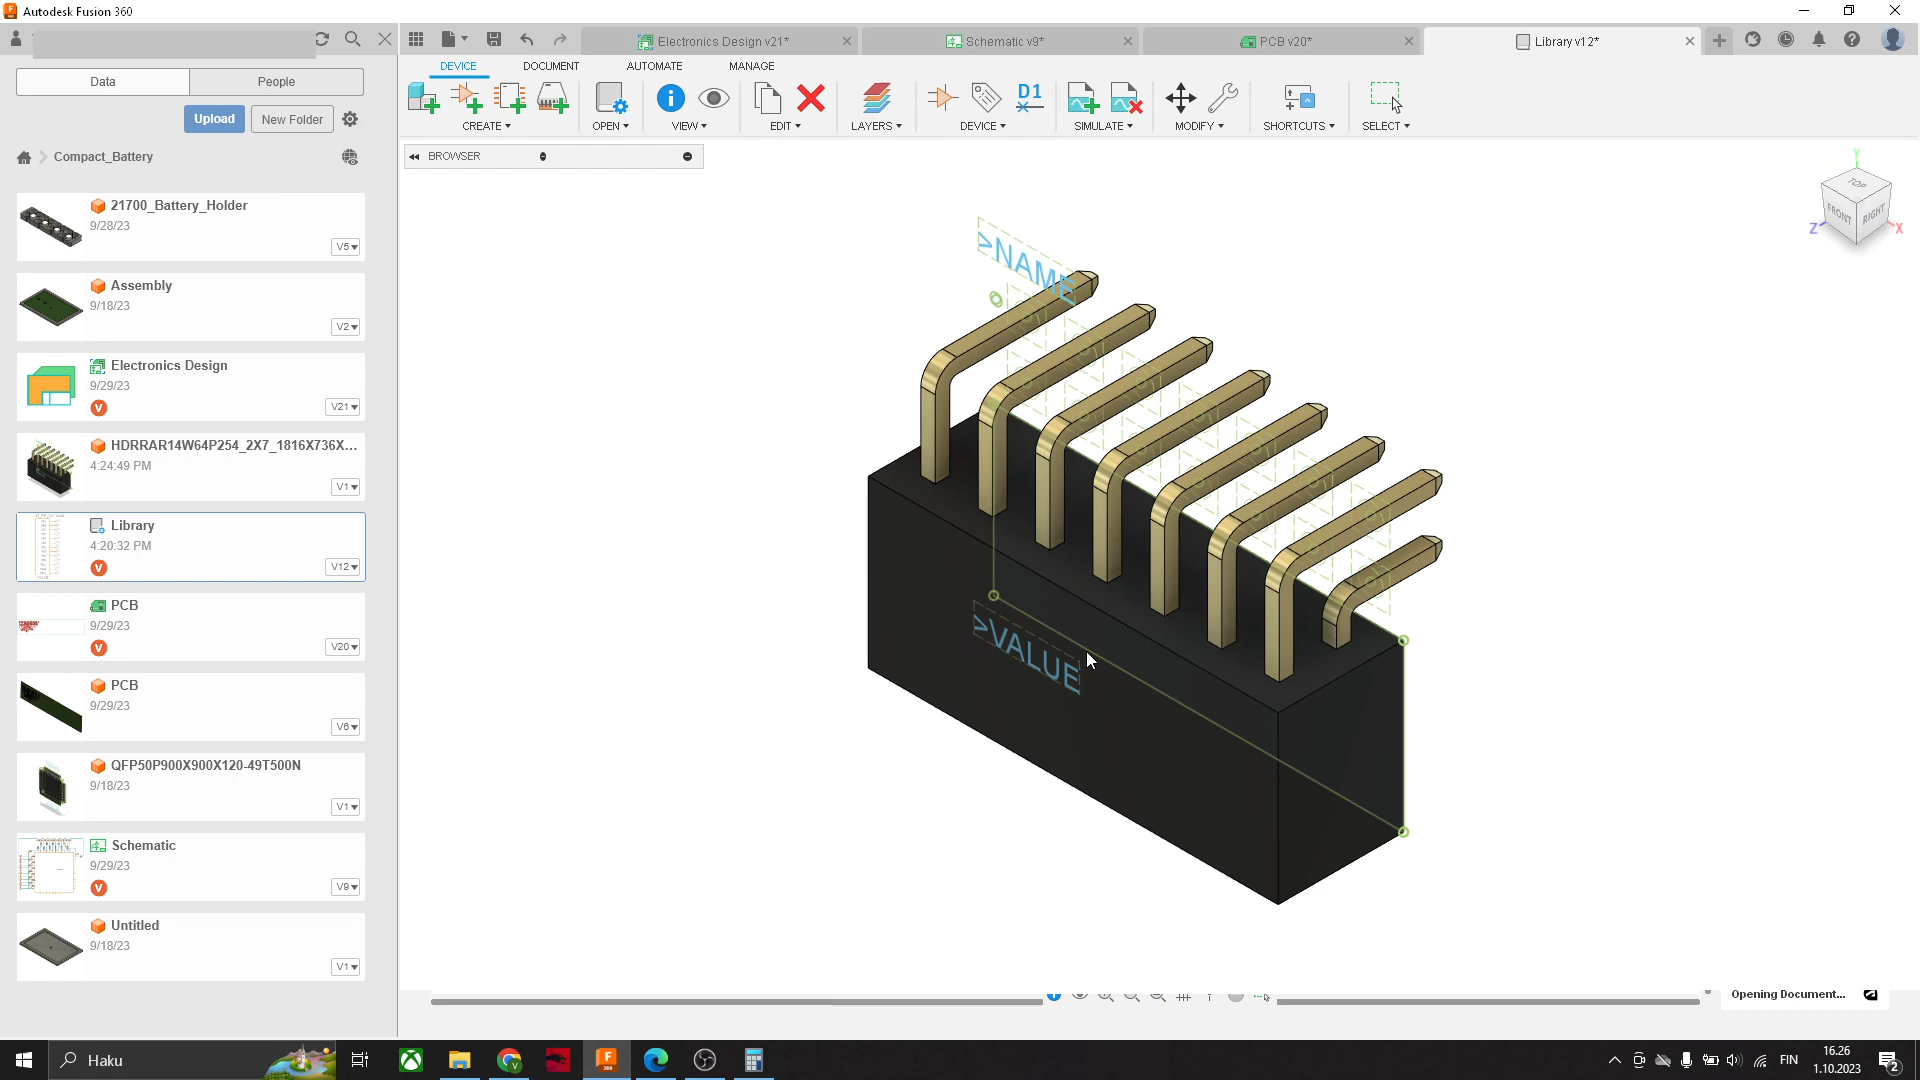 Autodesk Fusion 360
Electronics Design v21*
Schematic v9*
PCB v20*
Library v12*
Data
People
DEVICE
DOCUMENT
AUTOMATE
MANAGE
Upload
New Folder
D1
CREATE
OPEN
VIEW
EDIT
LAYERS
DEVICE
SIMULATE
MODIFY
SHORTCUTS
SELECT
Compact_Battery
BROWSER
21700_Battery_Holder
9/28/23
V5
Assembly
9/18/23
V2
Electronics Design
9/29/23
V
V21
HDRRAR14W64P254_2X7_1816X736X...
4:24:49 PM
V1
Library
4:20:32 PM
V
V12
PCB
9/29/23
V
V20
PCB
9/29/23
V6
QFP50P900X900X120-49T500N
9/18/23
V1
Schematic
9/29/23
V
V9
Untitled
9/18/23
V1
>NAME
>VALUE
Y
TOP
FRONT
RIGHT
Z
X
Opening Document...
Haku
FIN
16.26
1.10.2023
2